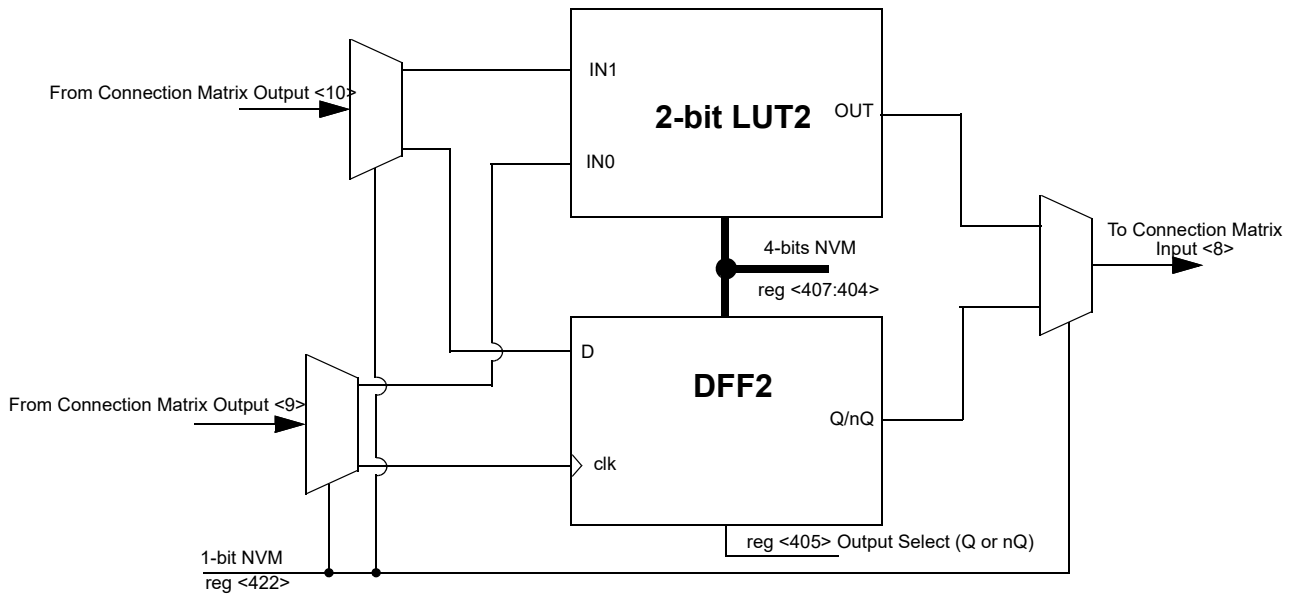 From Connection Matrix Output <10>
IN1
2-bit LUT2
OUT
IN0
To Connection Matrix
Input <8>
4-bits NVM
reg <407:404>
D
DFF2
From Connection Matrix Output <9>
Q/nQ
clk
reg <405> Output Select (Q or nQ)
1-bit NVM
reg <422>